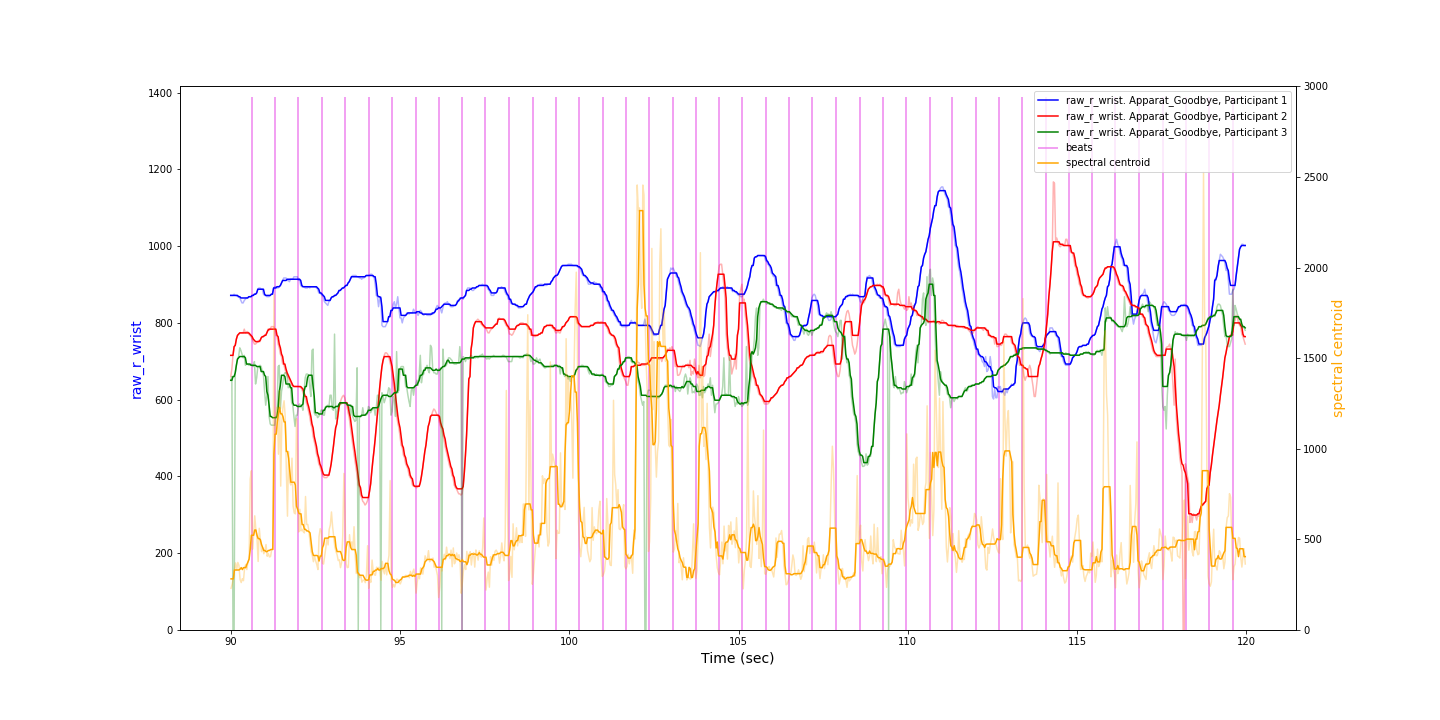 1400
1200
1000
800
600
400
200
0
raw_r_wrist
3000
2500
2000
1500
1000
500
0
spectral centroid
raw_r_wrist. Apparat_Goodbye, Participant 1
raw_r_wrist. Apparat_Goodbye, Participant 2
raw_r_wrist. Apparat_Goodbye, Participant 3
beats
spectral centroid
90 95 100 105 110 115 120
Time (sec)